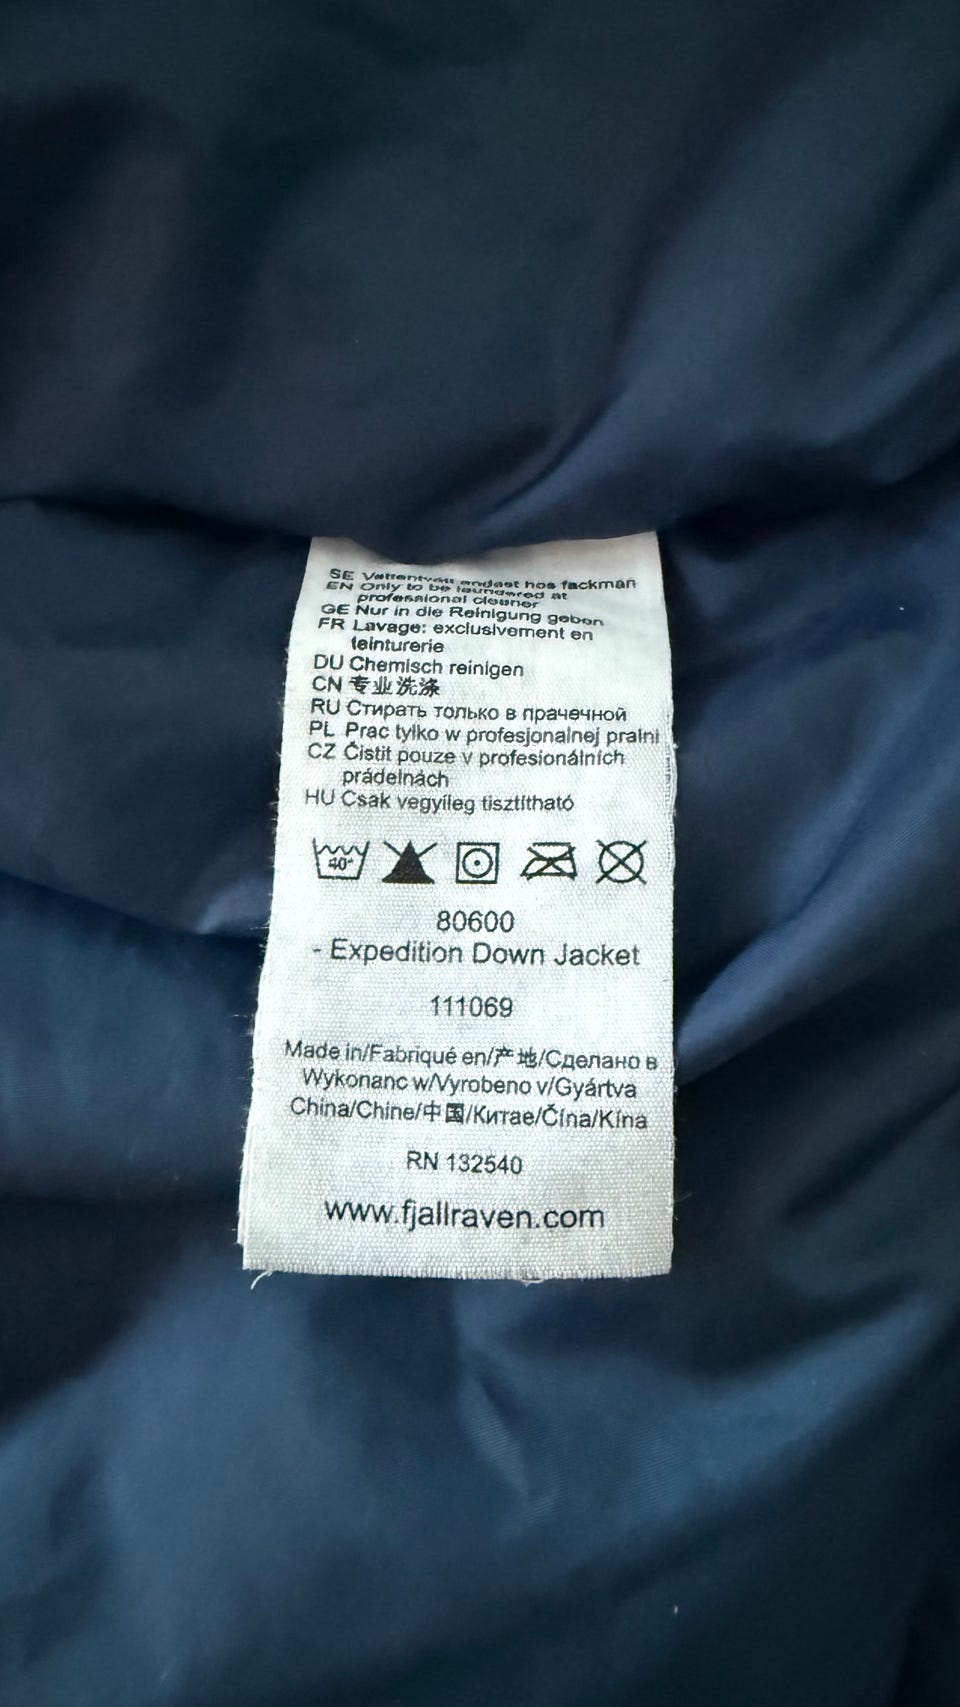 SE Vattentvätt endast hos fackman
EN Only to be laundered at
professional cleaner
GE Nur in die Reinigung geben
FR Lavage: exclusivement en
teinturerie
DU Chemisch reinigen
CN 专业洗涤
RU Стирать только в прачечной
PL Prac tylko w profesjonalnej pralni
CZ Čistit pouze v profesionálních
prádelnách
HU Csak vegyileg tisztítható
40°
80600
- Expedition Down Jacket
111069
Made in/Fabriqué en/产地/Сделано в
Wykonanc w/Vyrobeno v/Gyártva
China/Chine/中国/Китае/Čína/Kína
RN 132540
www.fjallraven.com